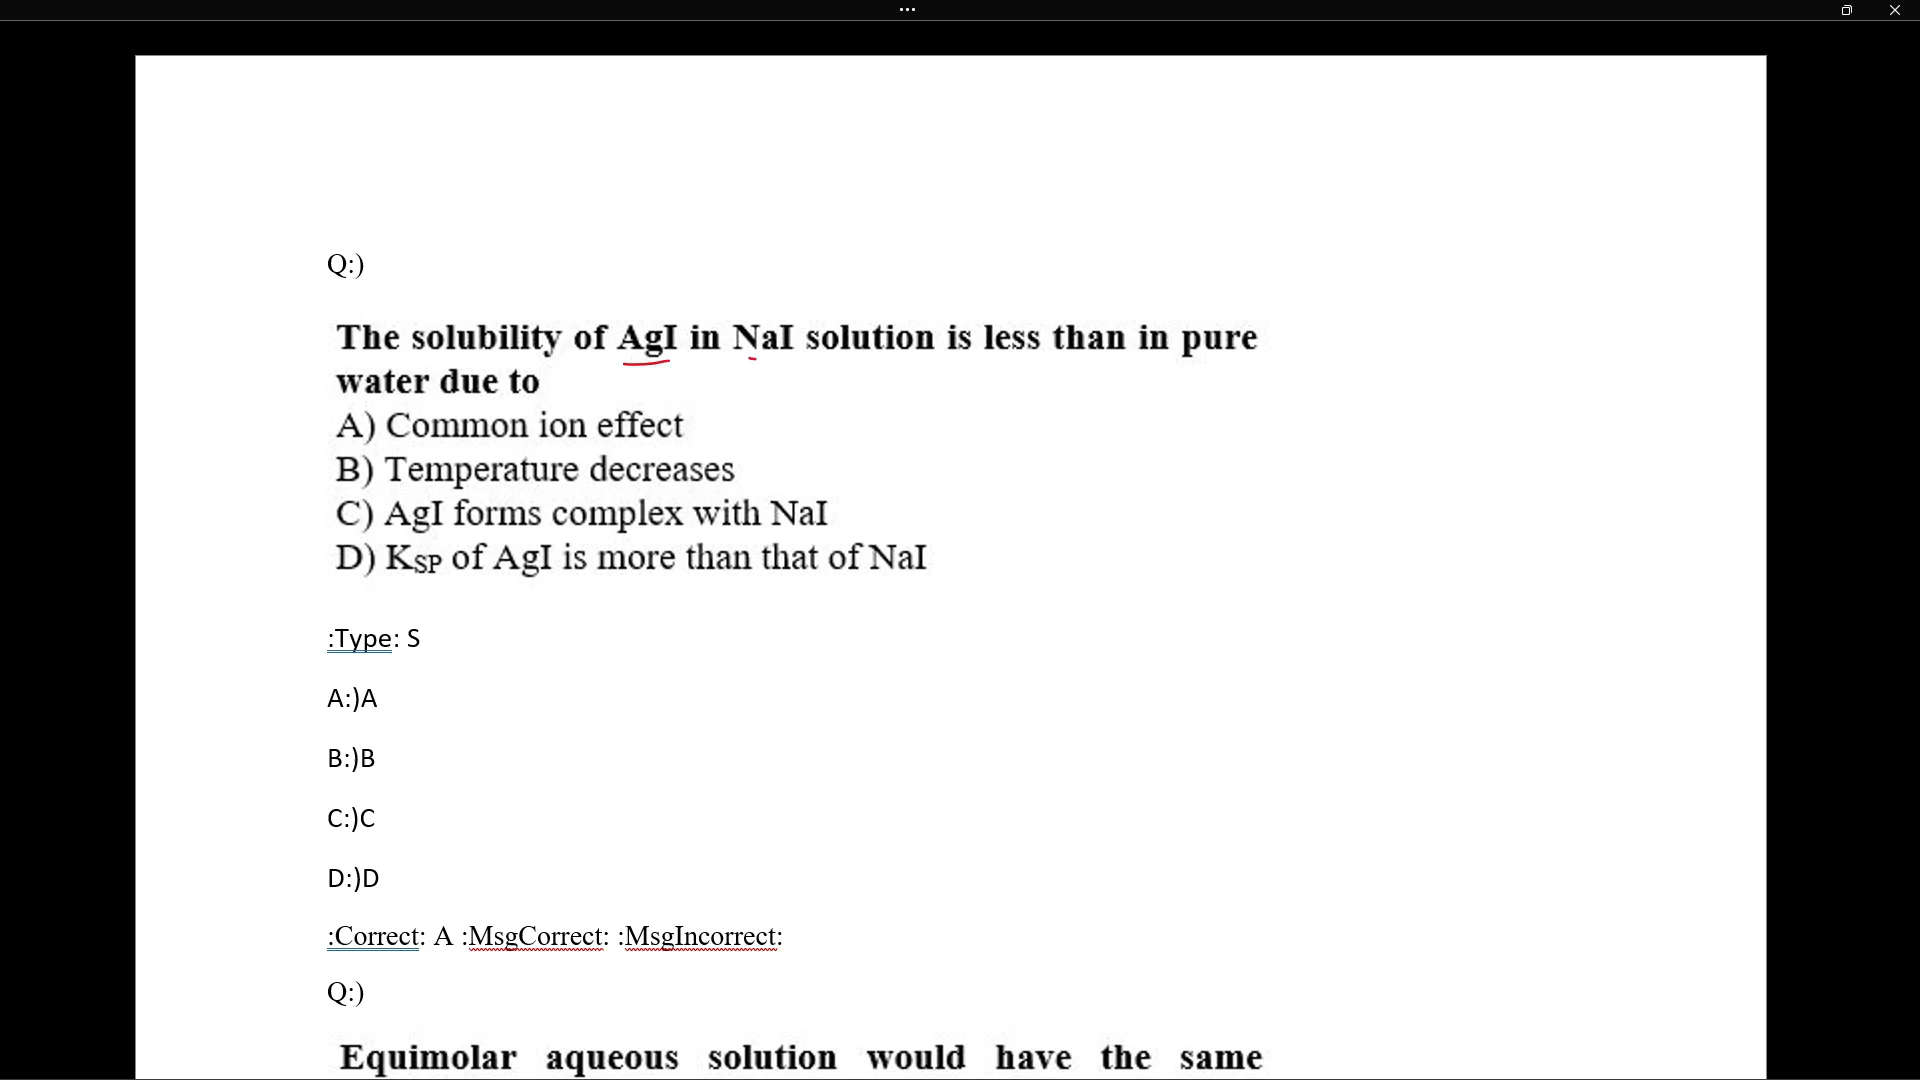 Q:)
The solubility of AgI in NaI solution is less than in pure
water due to
A) Common ion effect
B) Temperature decreases
C) AgI forms complex with NaI
D) KSP of AgI is more than that of NaI
:Type: S
A:)A
B:)B
C:)C
D:)D
:Correct: A :MsgCorrect: :MsgIncorrect:
Q:)
Equimolar aqueous solution would have the same